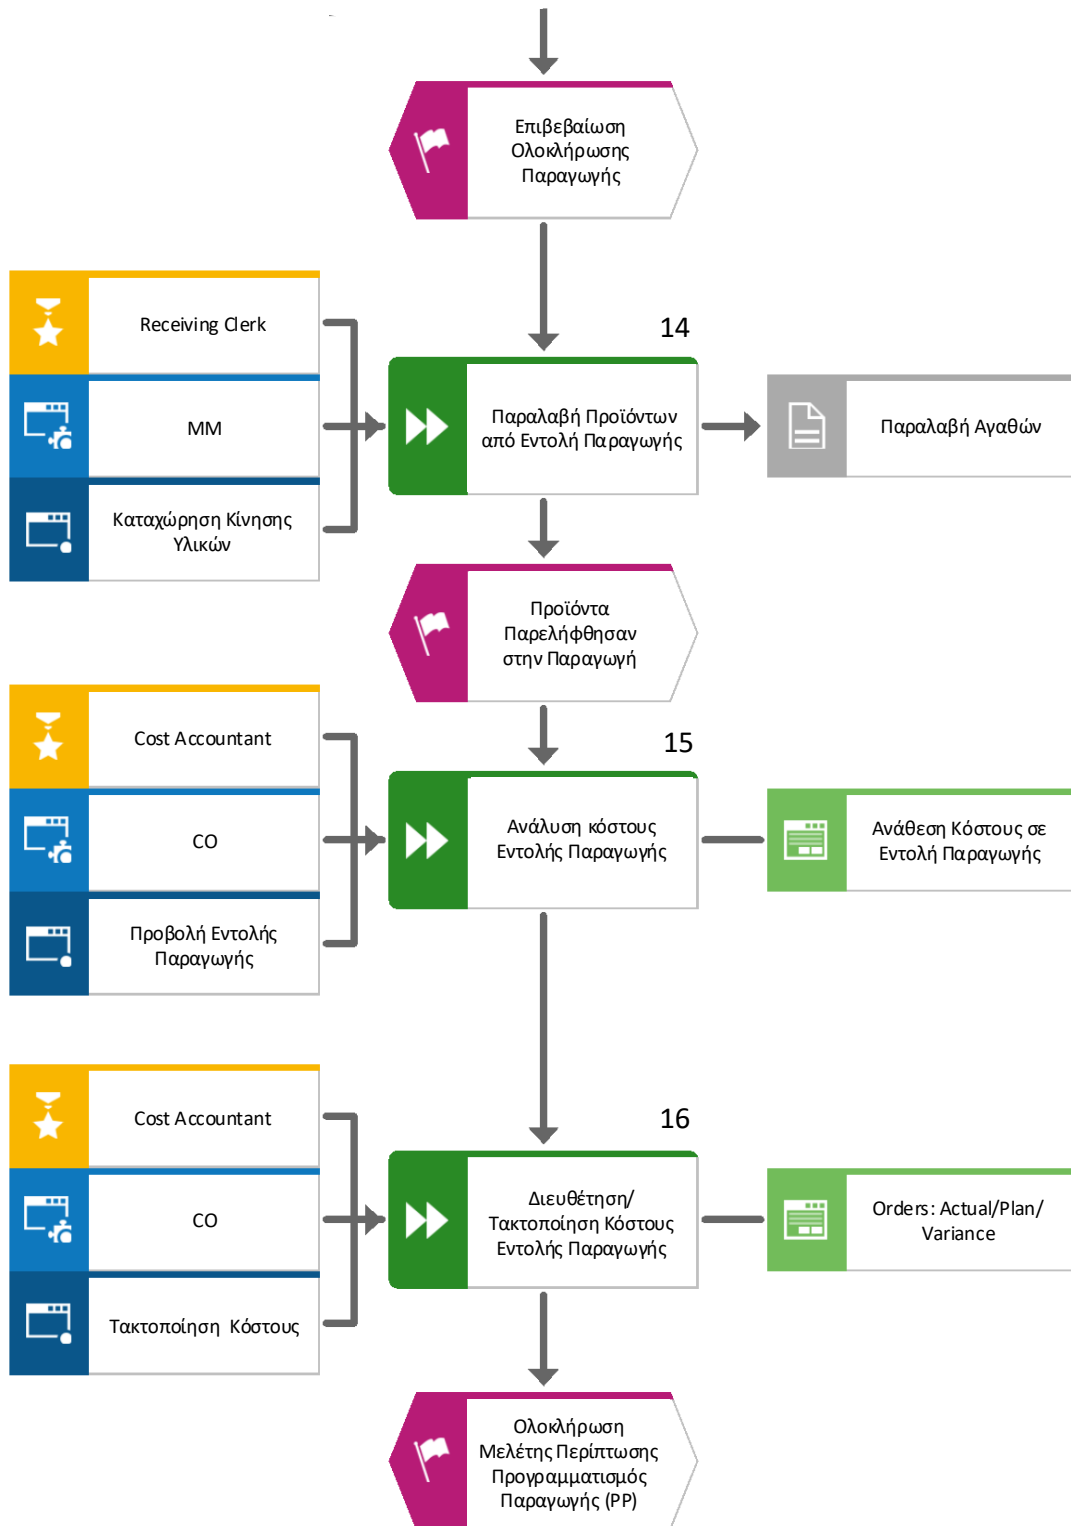 Επιβεβαίωση
Ολοκλήρωσης
Παραγωγής
Receiving Clerk
MM
Καταχώρηση Κίνησης
Υλικών
14
Παραλαβή Προϊόντων
από Εντολή Παραγωγής
Παραλαβή Αγαθών
Προϊόντα
Παρελήφθησαν
στην Παραγωγή
Cost Accountant
CO
Προβολή Εντολής
Παραγωγής
15
Ανάλυση κόστους
Εντολής Παραγωγής
Ανάθεση Κόστους σε
Εντολή Παραγωγής
Cost Accountant
CO
Τακτοποίηση Κόστους
16
Διευθέτηση/
Τακτοποίηση Κόστους
Εντολής Παραγωγής
Orders: Actual/Plan/
Variance
Ολοκλήρωση
Μελέτης Περίπτωσης
Προγραμματισμός
Παραγωγής (PP)